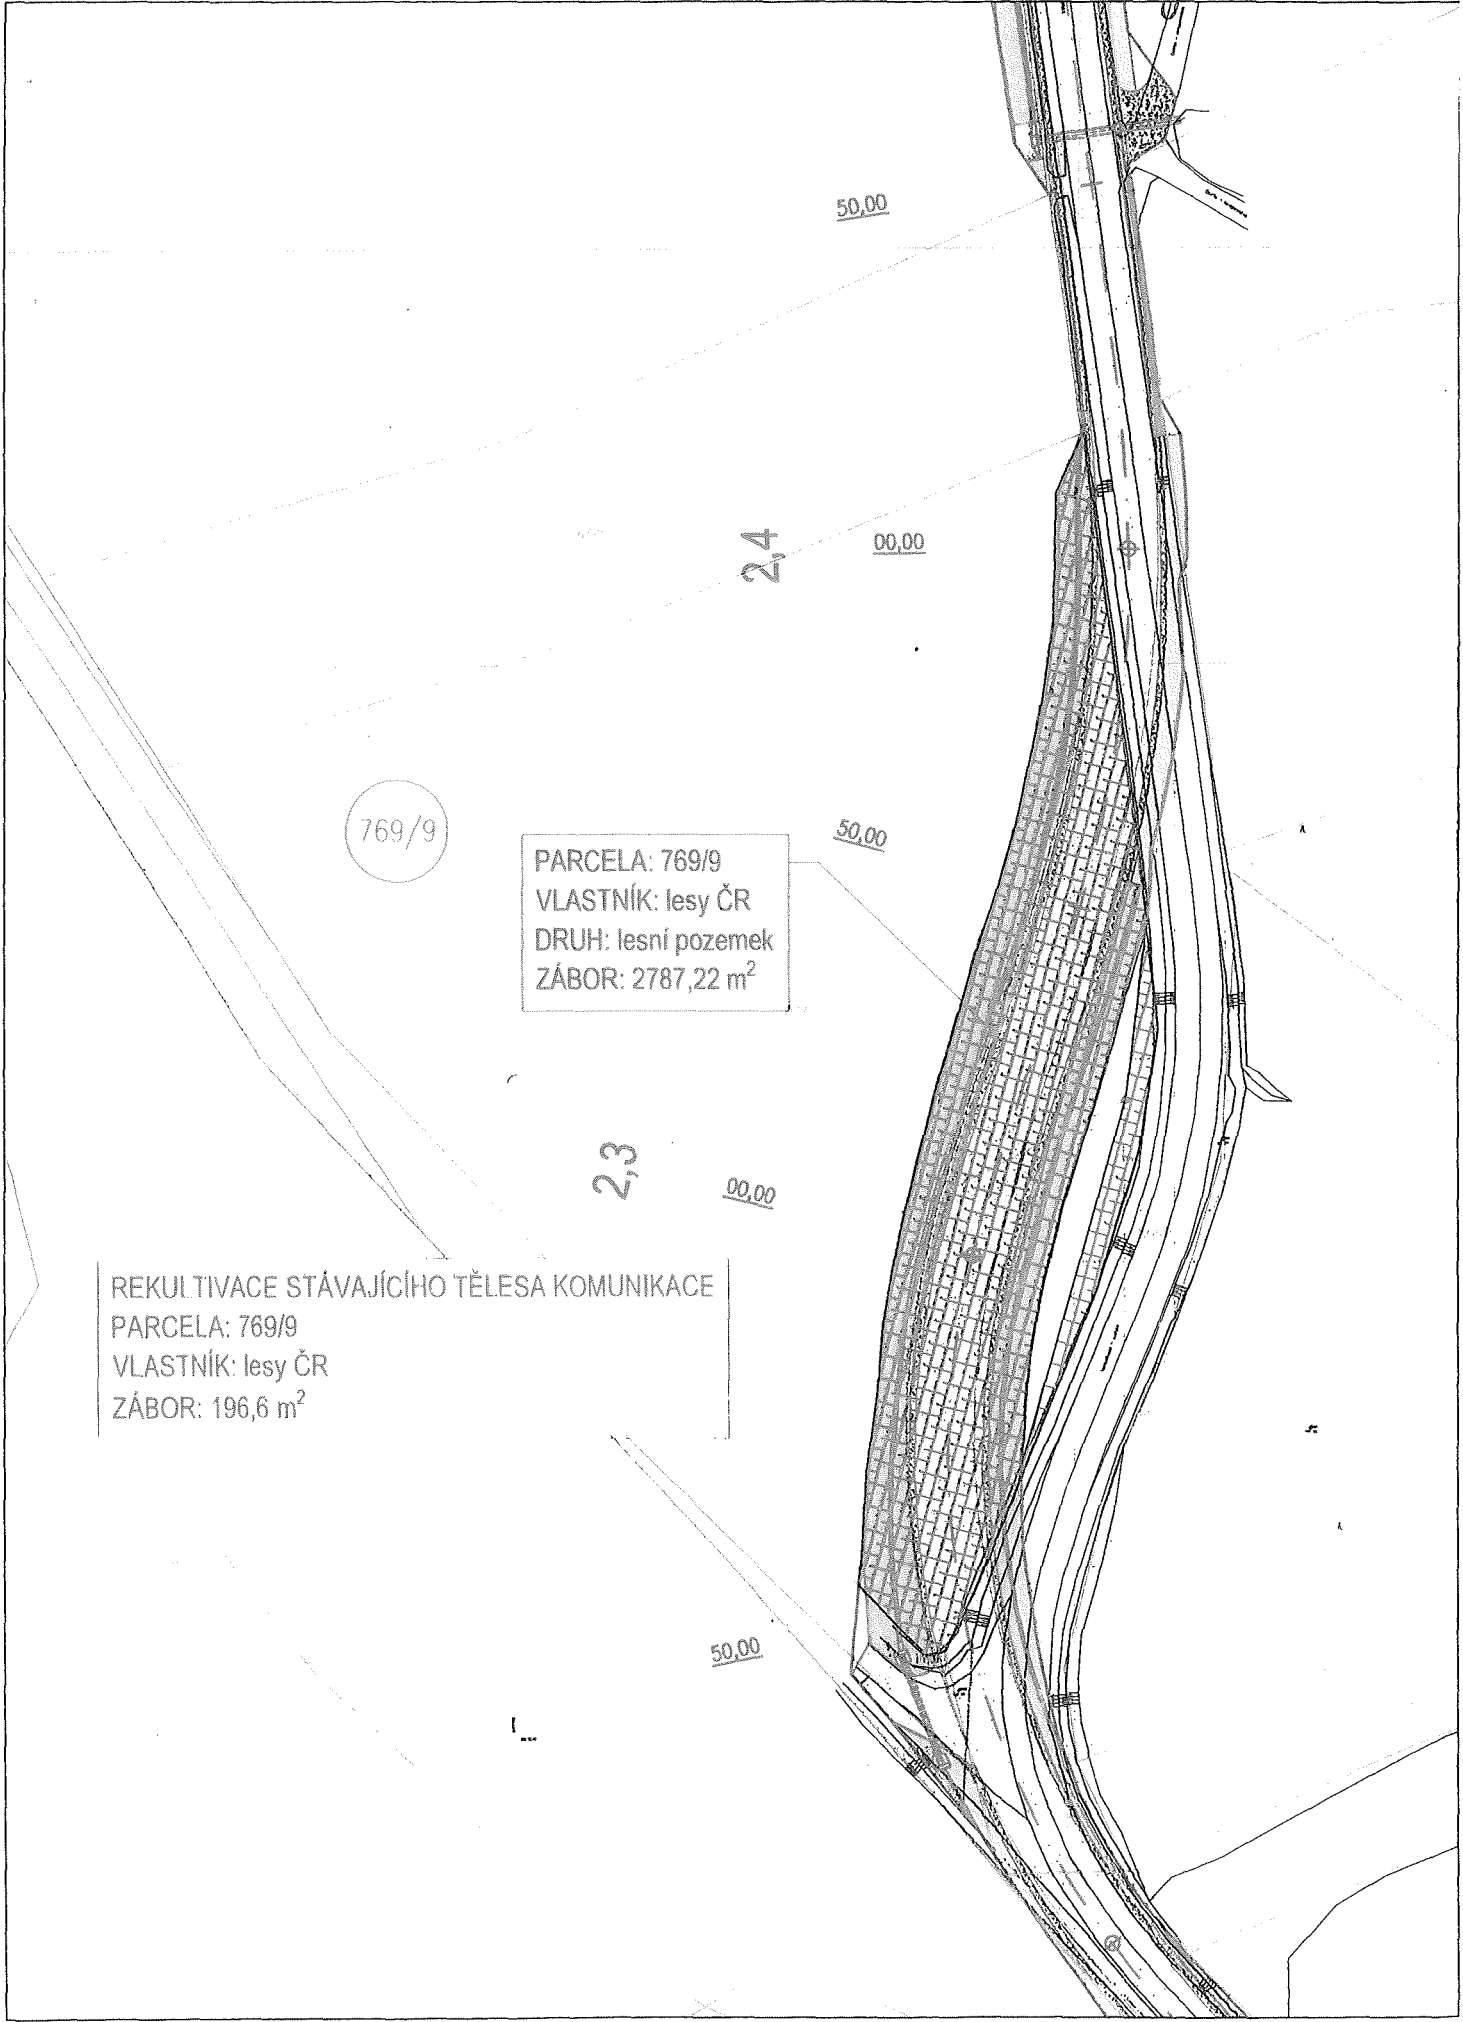 50,00
2,4
00,00
769/9
50,00
PARCELA: 769/9
VLASTNÍK: lesy ČR
DRUH: lesní pozemek
ZÁBOR: 2787,22 m²
2,3
00,00
REKULTIVACE STÁVAJÍCÍHO TĚLESA KOMUNIKACE
PARCELA: 769/9
VLASTNÍK: lesy ČR
ZÁBOR: 196,6 m²
50,00